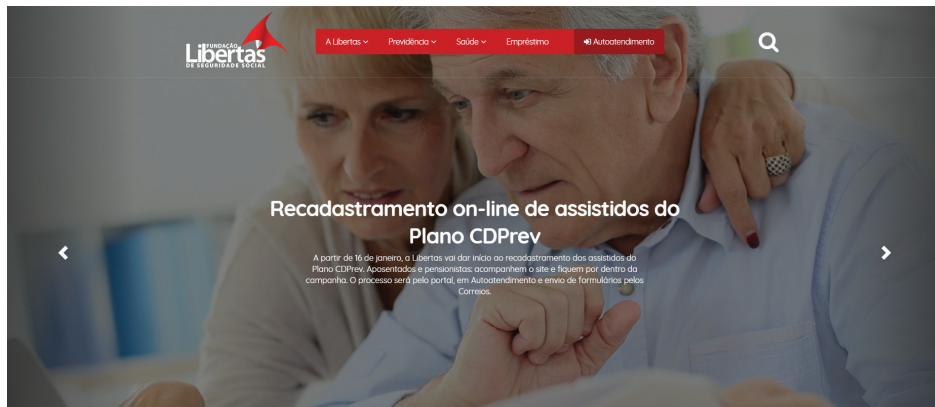 FUNDAÇÃO
Libertas
DE SEGURIDADE SOCIAL
A Libertas
Previdência
Saúde
Empréstimo
Autoatendimento
Recadastramento on-line de assistidos do
Plano CDPrev
A partir de 16 de janeiro, a Libertas vai dar início ao recadastramento dos assistidos do
Plano CDPrev. Aposentados e pensionistas: acompanhem o site e fiquem por dentro da
campanha. O processo será pelo portal, em Autoatendimento e envio de formulários pelos
Correios.